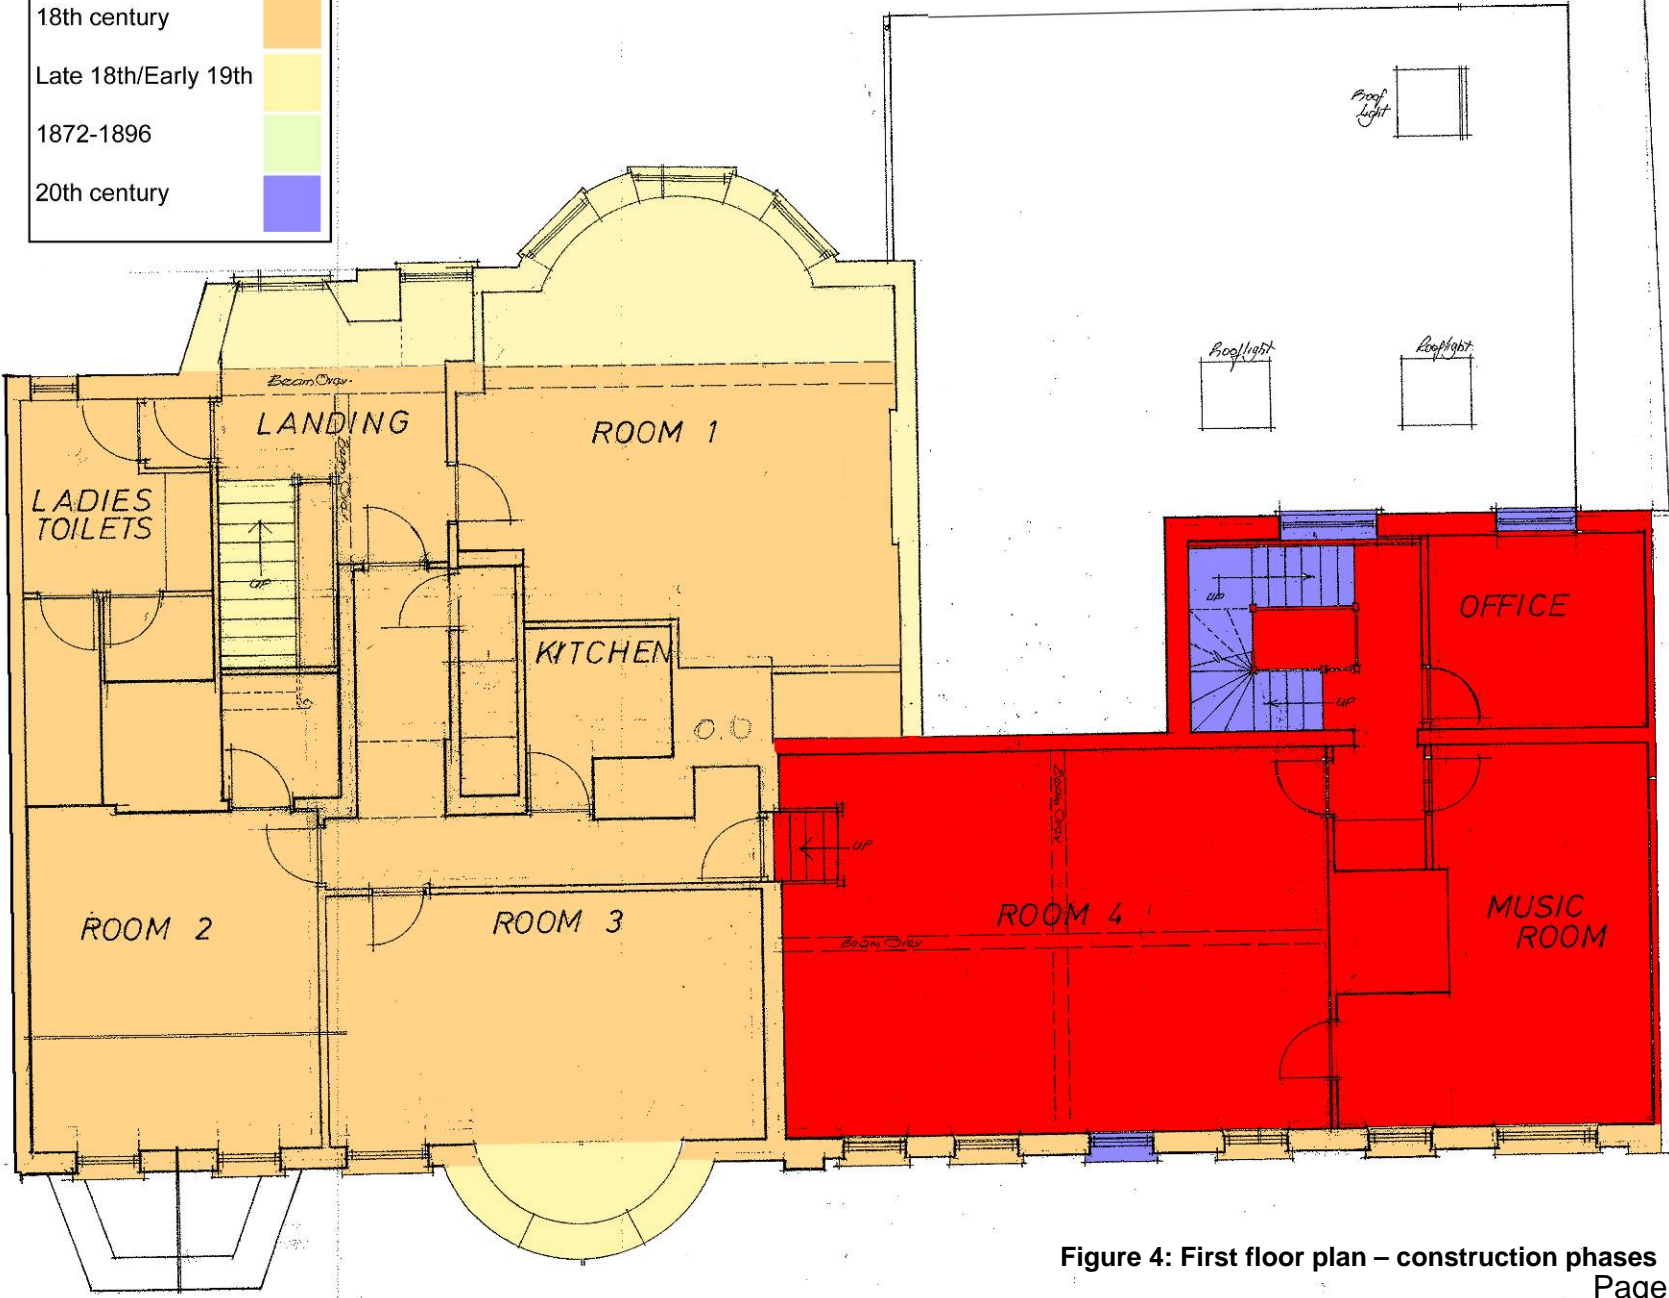 18th century
Late 18th/Early 19th
1872-1896
20th century
Roof
light
Rooflight
Rooflight
Beam Over
LANDING
Beam Over
ROOM 1
LADIES
TOILETS
UP
KITCHEN
UP
OFFICE
UP
Beam Over
UP
ROOM 2
ROOM 3
ROOM 4
Beam Over
MUSIC
ROOM
Figure 4: First floor plan – construction phases
Page